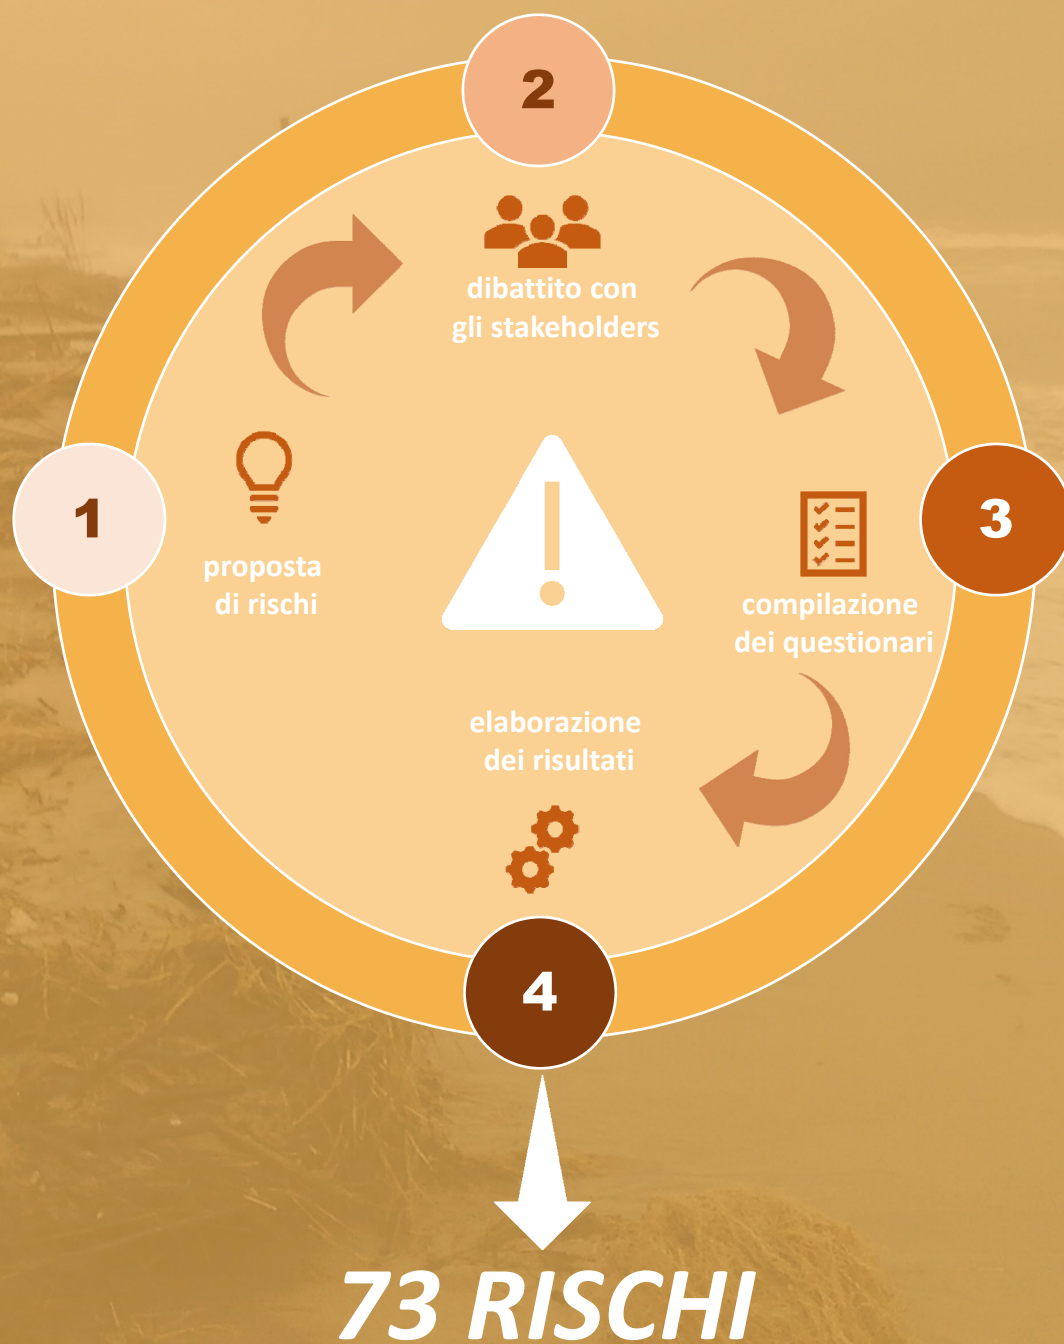 2
dibattito con
gli stakeholders
1
proposta
di rischi
3
compilazione
dei questionari
elaborazione
dei risultati
4
73 RISCHI